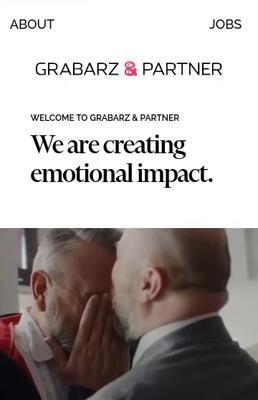 ABOUT JOBS
GRABARZ & PARTNER
WELCOME TO GRABARZ & PARTNER
We are creating
emotional impact.